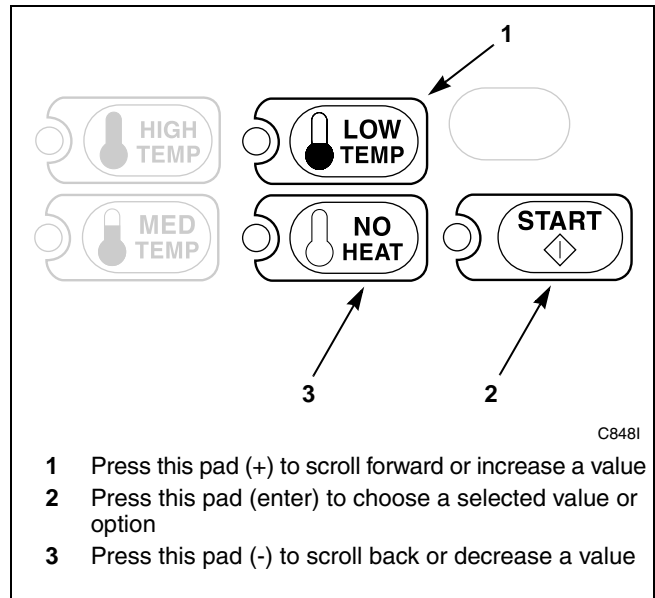 1
HIGH
TEMP
LOW
TEMP
MED
TEMP
NO
HEAT
START
3
2
C848I
1 Press this pad (+) to scroll forward or increase a value
2 Press this pad (enter) to choose a selected value or
option
3 Press this pad (-) to scroll back or decrease a value